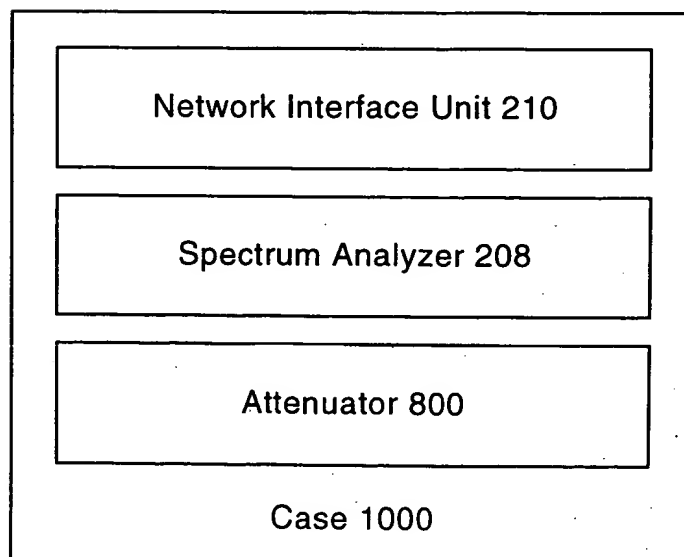 Network Interface Unit 210
Spectrum Analyzer 208
Attenuator 800
Case 1000